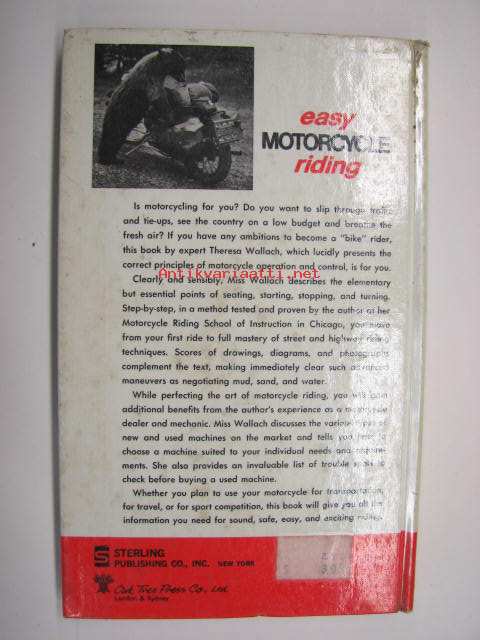 easy
MOTORCYCLE
riding
Is motorcycling for you? Do you want to slip through traffic
and tie-ups, see the country on a low budget and breathe the
fresh air? If you have any ambitions to become a "bike" rider,
this book by expert Theresa Wallach, which lucidly presents the
correct principles of motorcycle operation and control, is for you.
Antikvariaatti.net
Clearly and sensibly, Miss Wallach describes the elementary
but essential points of seating, starting, stopping, and turning.
Step-by-step, in a method tested and proven by the author at her
Motorcycle Riding School of Instruction in Chicago, you move
from your first ride to full mastery of street and highway riding
techniques. Scores of drawings, diagrams, and photographs
complement the text, making immediately clear such advanced
maneuvers as negotiating mud, sand, and water.
While perfecting the art of motorcycle riding, you will gain
additional benefits from the author's experience as a motorcycle
dealer and mechanic. Miss Wallach discusses the various types of
new and used machines on the market and tells you how to
choose a machine suited to your individual needs and require-
ments. She also provides an invaluable list of trouble spots to
check before buying a used machine.
Whether you plan to use your motorcycle for transportation,
for travel, or for sport competition, this book will give you all the
information you need for sound, safe, easy, and exciting riding.
STERLING
PUBLISHING CO., INC. NEW YORK
Oak Tree Press Co., Ltd.
London & Sydney